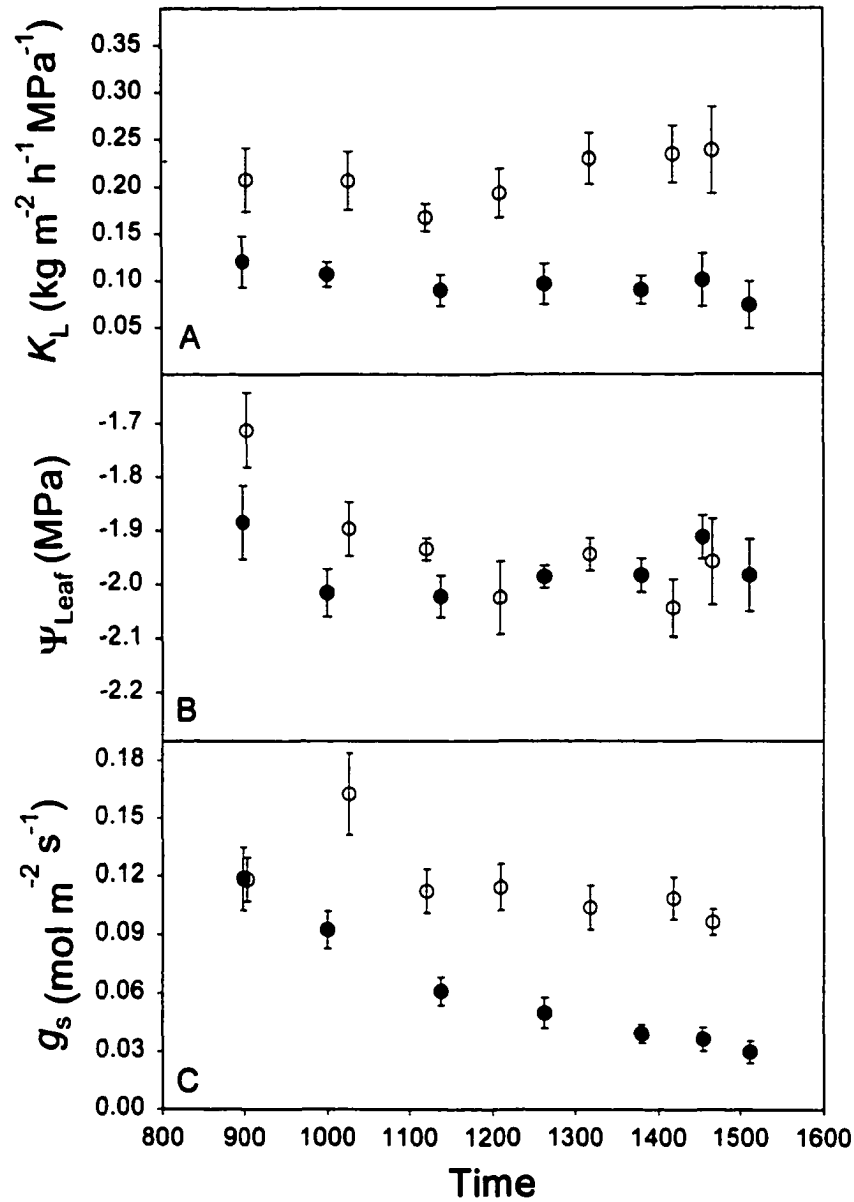 K_L (kg m⁻² h⁻¹ MPa⁻¹)
0.35
0.30
0.25
0.20
0.15
0.10
0.05
A
Ψ_Leaf (MPa)
-1.7
-1.8
-1.9
-2.0
-2.1
-2.2
B
g_s (mol m⁻² s⁻¹)
0.18
0.15
0.12
0.09
0.06
0.03
0.00
C
800 900 1000 1100 1200 1300 1400 1500 1600
Time